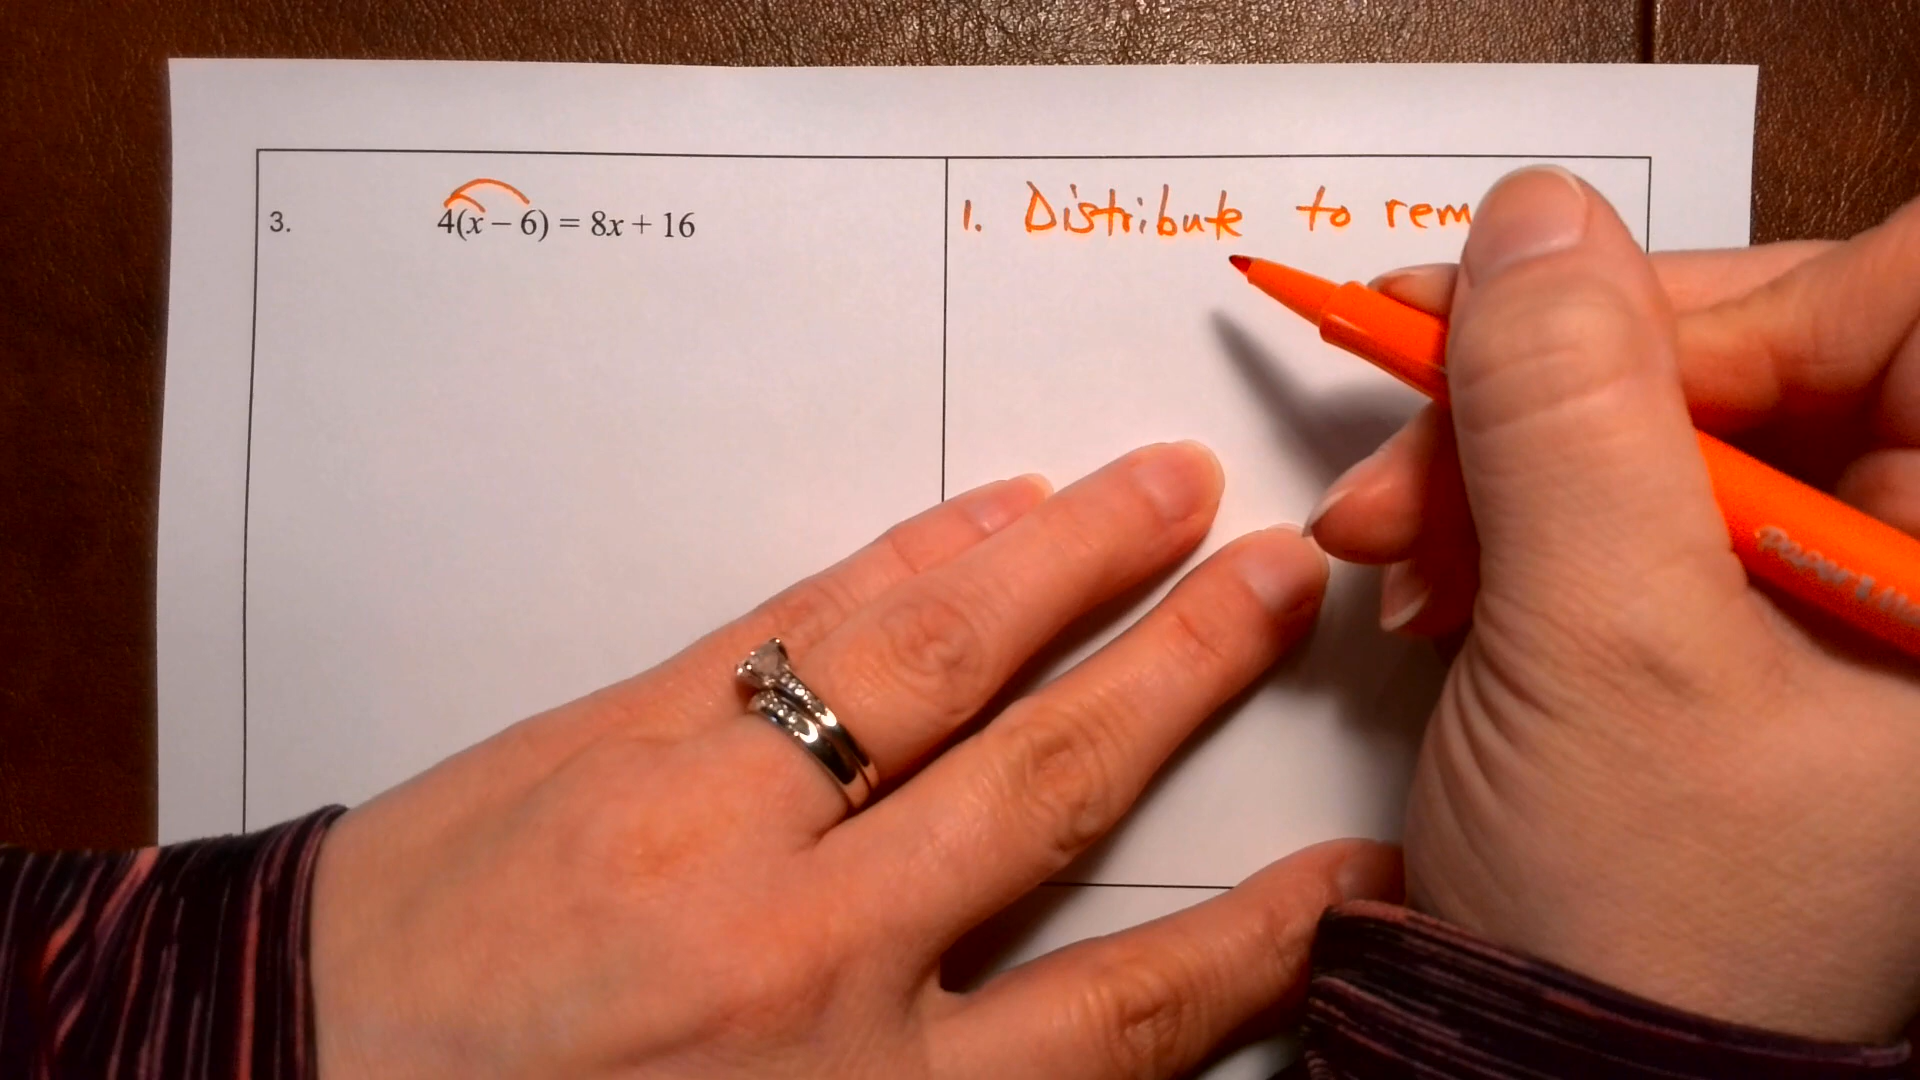 3. 4(x – 6) = 8x + 16
1. Distribute to rem